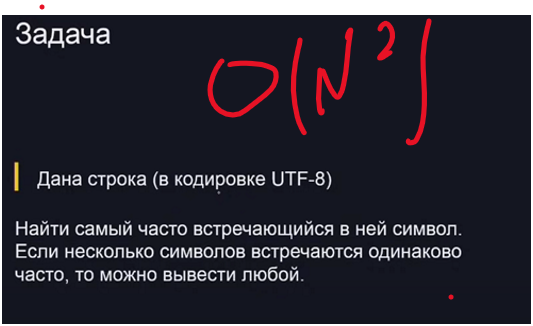 Задача
O(N²)
Дана строка (в кодировке UTF-8)
Найти самый часто встречающийся в ней символ.
Если несколько символов встречаются одинаково
часто, то можно вывести любой.